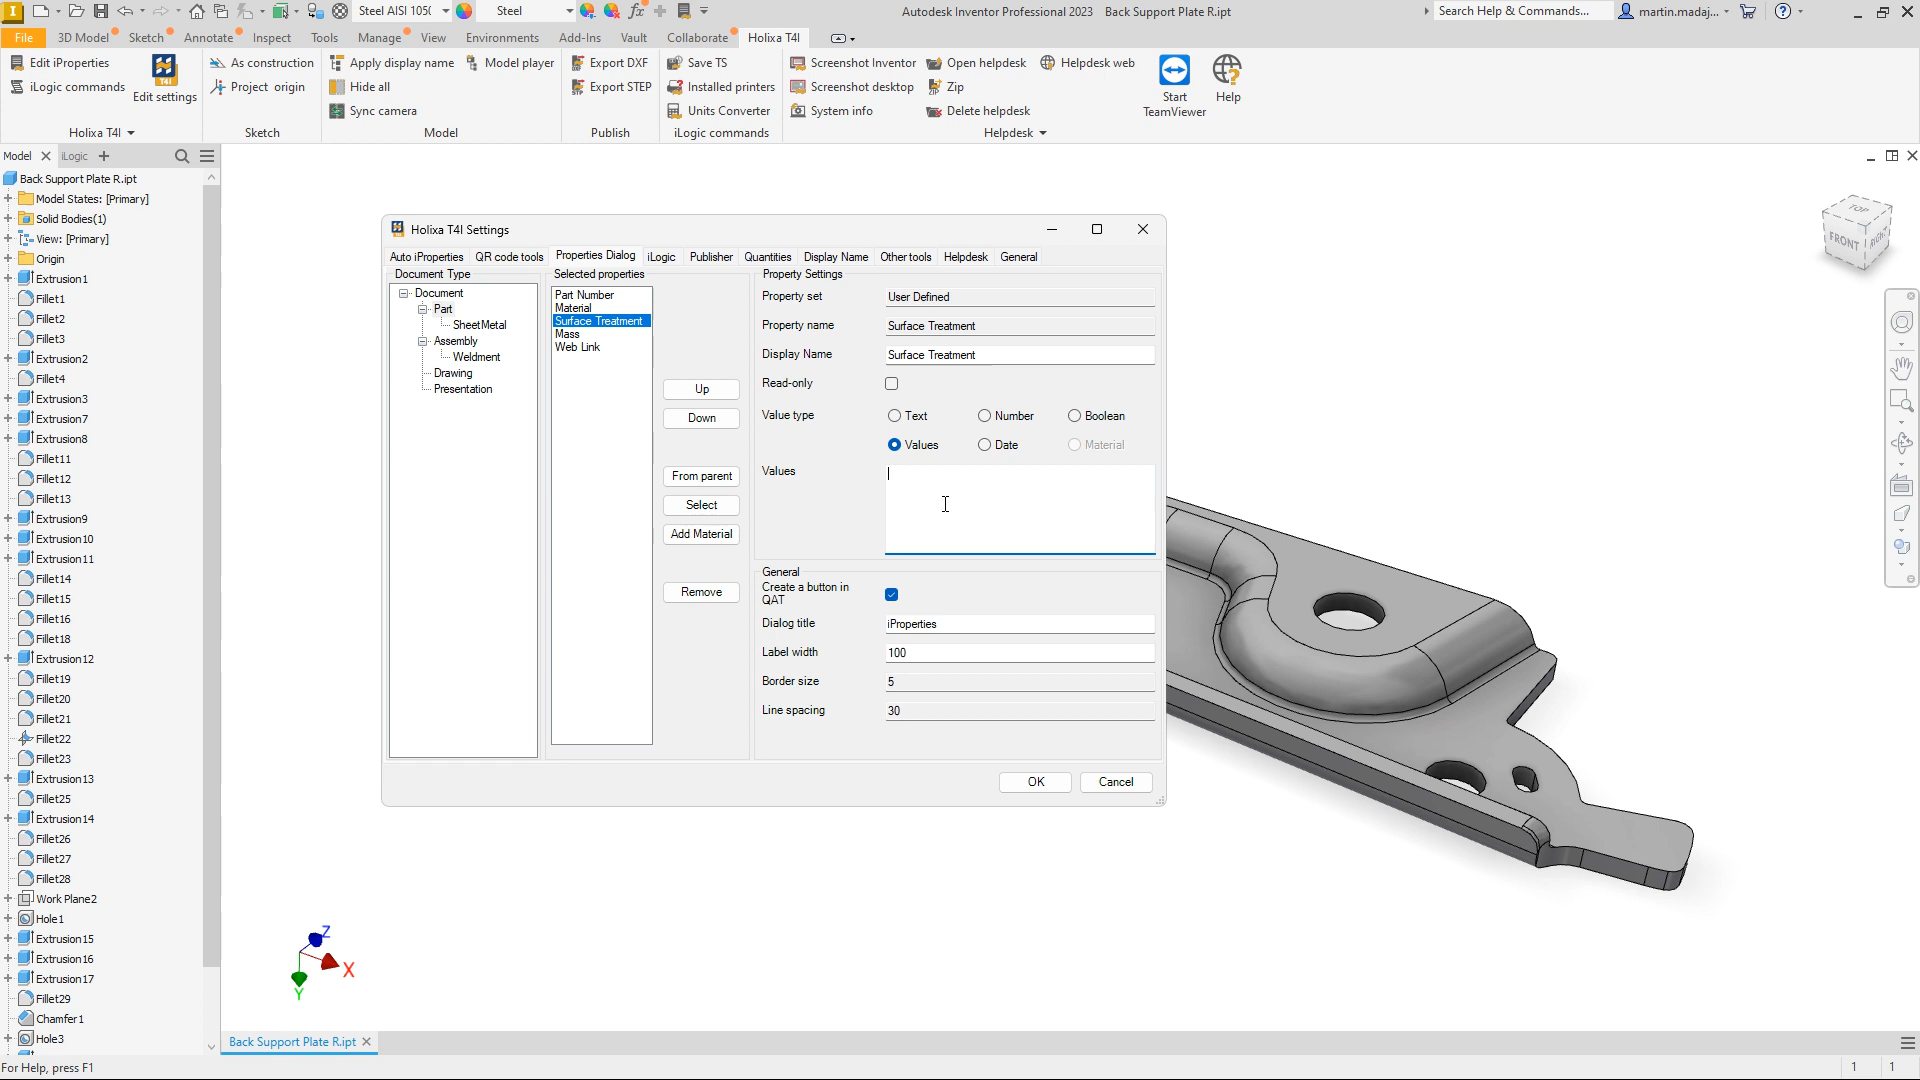 Steel AISI 1050
Steel
Autodesk Inventor Professional 2023 Back Support Plate R.ipt
Search Help & Commands...
martin.madaj...
File
3D Model
Sketch
Annotate
Inspect
Tools
Manage
View
Environments
Add-Ins
Vault
Collaborate
Holixa T4I
Edit iProperties
iLogic commands
Edit settings
Holixa T4I
As construction
Project origin
Sketch
Apply display name
Hide all
Sync camera
Model player
Model
Export DXF
Export STEP
Publish
Save TS
Installed printers
Units Converter
iLogic commands
Screenshot Inventor
Screenshot desktop
System info
Open helpdesk
Zip
Delete helpdesk
Helpdesk web
Helpdesk
Start
TeamViewer
Help
Model
iLogic
Back Support Plate R.ipt
Model States: [Primary]
Solid Bodies(1)
View: [Primary]
Origin
Extrusion1
Fillet1
Fillet2
Fillet3
Extrusion2
Fillet4
Extrusion3
Extrusion7
Extrusion8
Fillet11
Fillet12
Fillet13
Extrusion9
Extrusion10
Extrusion11
Fillet14
Fillet15
Fillet16
Fillet18
Extrusion12
Fillet19
Fillet20
Fillet21
Fillet22
Fillet23
Extrusion13
Fillet25
Extrusion14
Fillet26
Fillet27
Fillet28
Work Plane2
Hole1
Extrusion15
Extrusion16
Extrusion17
Fillet29
Chamfer1
Hole3
Holixa T4I Settings
Auto iProperties
QR code tools
Properties Dialog
iLogic
Publisher
Quantities
Display Name
Other tools
Helpdesk
General
Document Type
Document
Part
SheetMetal
Assembly
Weldment
Drawing
Presentation
Selected properties
Part Number
Material
Surface Treatment
Mass
Web Link
Up
Down
From parent
Select
Add Material
Remove
Property Settings
Property set
User Defined
Property name
Surface Treatment
Display Name
Surface Treatment
Read-only
Value type
Text
Number
Boolean
Values
Date
Material
Values
General
Create a button in
QAT
Dialog title
iProperties
Label width
100
Border size
5
Line spacing
30
OK
Cancel
TOP
FRONT
RIGHT
Z
X
Y
Back Support Plate R.ipt
For Help, press F1
1
1